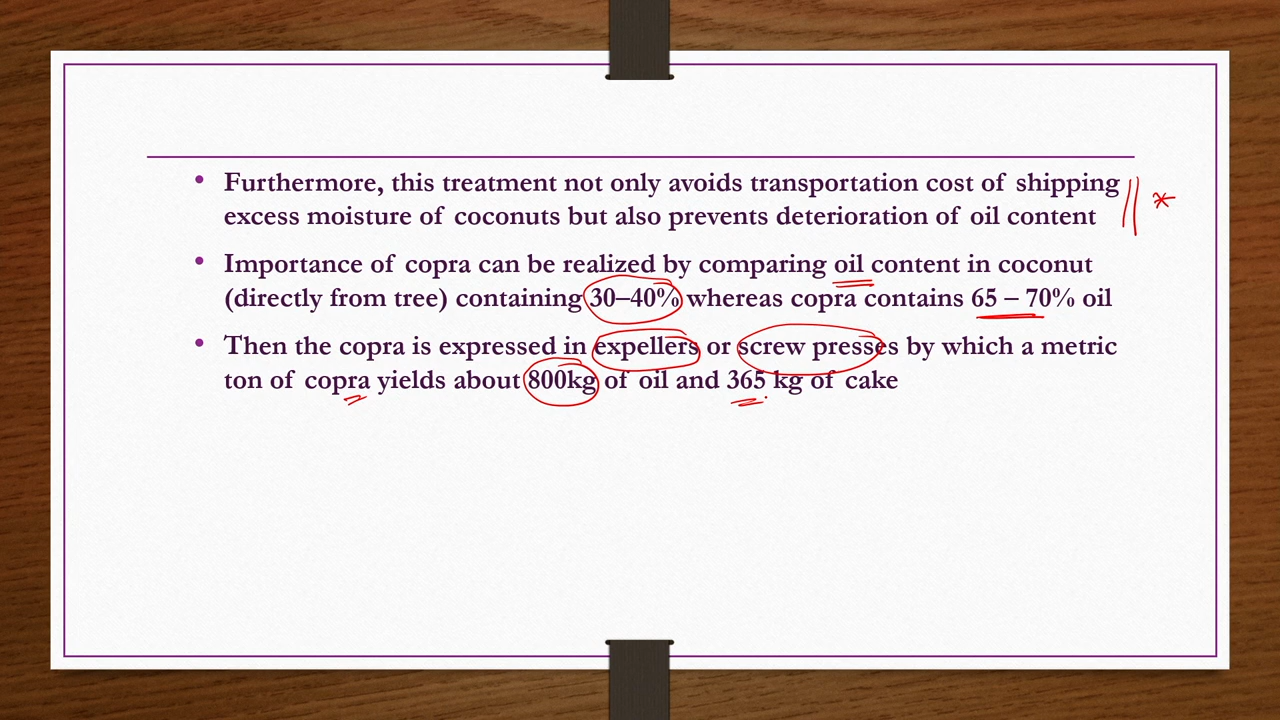 • Furthermore, this treatment not only avoids transportation cost of shipping
excess moisture of coconuts but also prevents deterioration of oil content
• Importance of copra can be realized by comparing oil content in coconut
(directly from tree) containing 30–40% whereas copra contains 65 – 70% oil
• Then the copra is expressed in expellers or screw presses by which a metric
ton of copra yields about 800kg of oil and 365 kg of cake